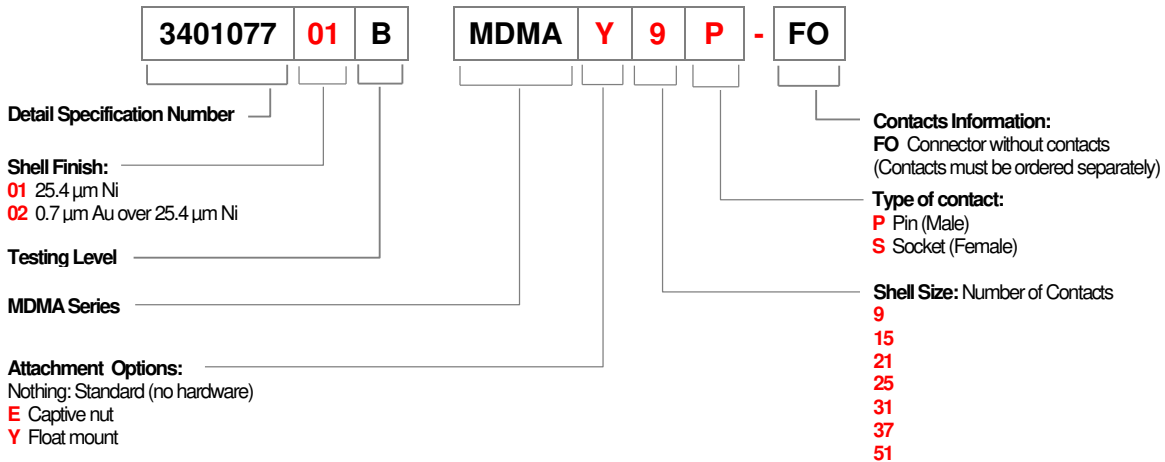 3401077 01 B MDMA Y 9 P - FO
Detail Specification Number
Shell Finish:
01 25.4 µm Ni
02 0.7 µm Au over 25.4 µm Ni
Testing Level
MDMA Series
Attachment Options:
Nothing: Standard (no hardware)
E Captive nut
Y Float mount
Contacts Information:
FO Connector without contacts
(Contacts must be ordered separately)
Type of contact:
P Pin (Male)
S Socket (Female)
Shell Size: Number of Contacts
9
15
21
25
31
37
51